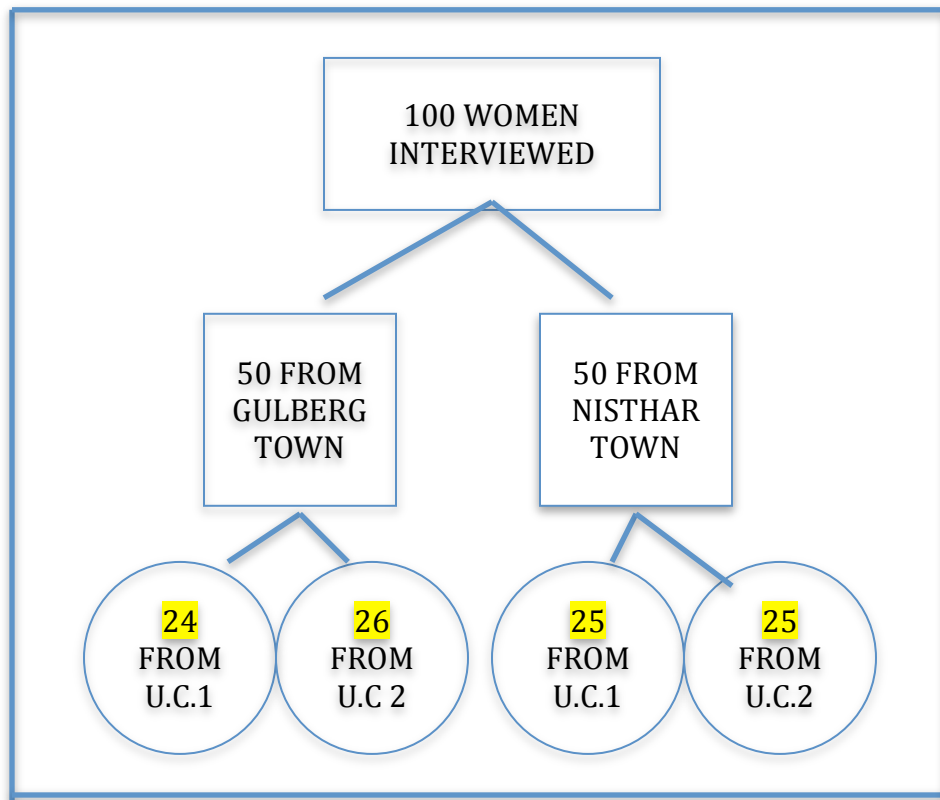 100 WOMEN
INTERVIEWED
50 FROM
GULBERG
TOWN
50 FROM
NISTHAR
TOWN
24
FROM
U.C.1
26
FROM
U.C 2
25
FROM
U.C.1
25
FROM
U.C.2